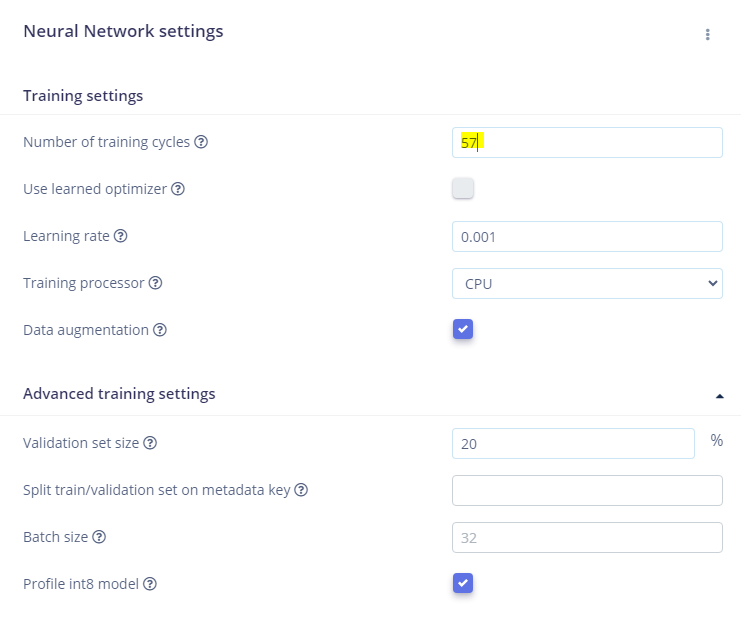 Neural Network settings
Training settings
Number of training cycles ?
57
Use learned optimizer ?
Learning rate ?
0.001
Training processor ?
CPU
Data augmentation ?
Advanced training settings
Validation set size ?
20
%
Split train/validation set on metadata key ?
Batch size ?
32
Profile int8 model ?